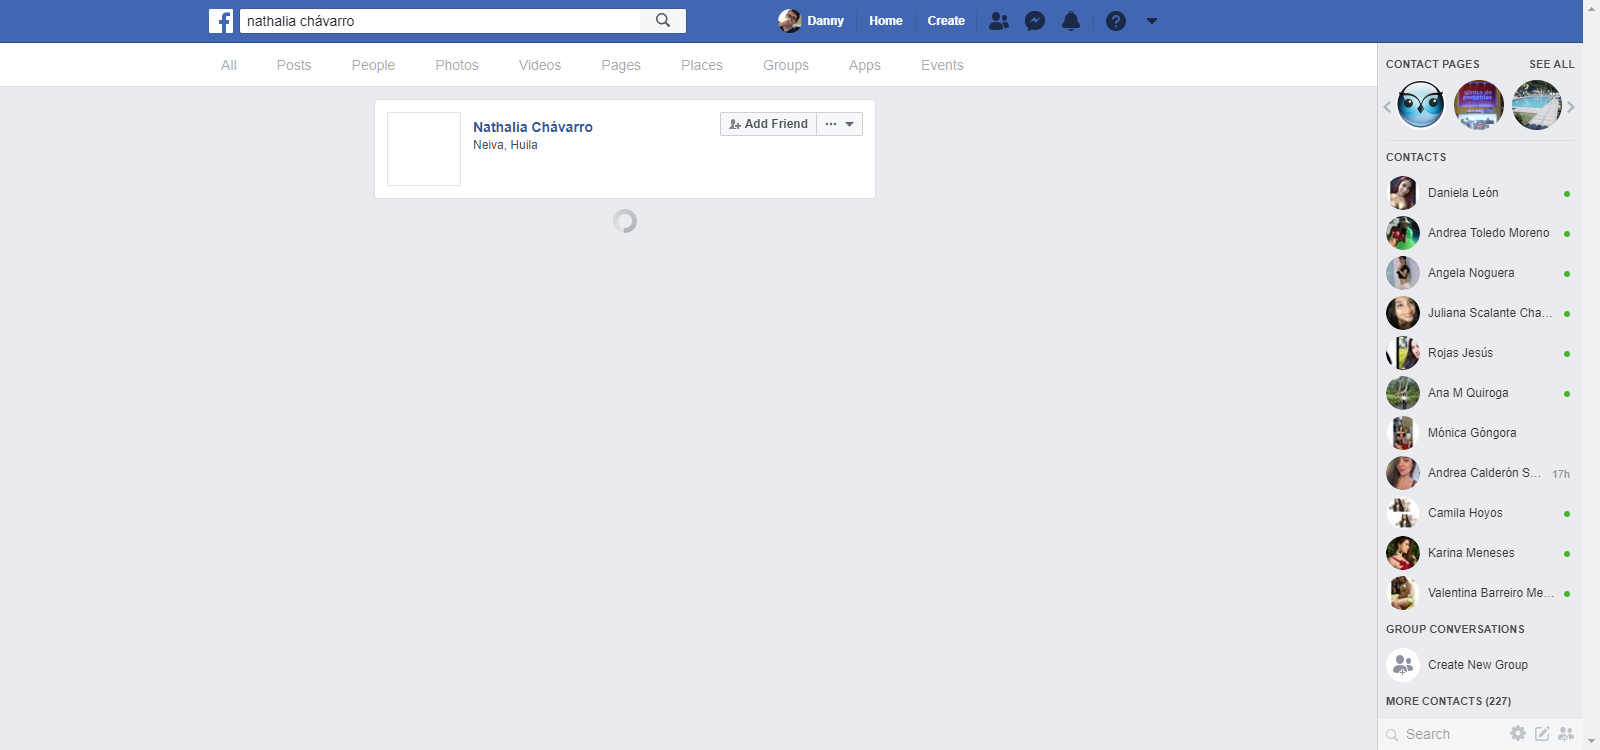 nathalia chávarro
Danny Home Create
All Posts People Photos Videos Pages Places Groups Apps Events
Nathalia Chávarro
Neiva, Huila
Add Friend
CONTACT PAGES SEE ALL
CONTACTS
Daniela León
Andrea Toledo Moreno
Angela Noguera
Juliana Scalante Cha...
Rojas Jesús
Ana M Quiroga
Mónica Góngora
Andrea Calderón S... 17h
Camila Hoyos
Karina Meneses
Valentina Barreiro Me...
GROUP CONVERSATIONS
Create New Group
MORE CONTACTS (227)
Search